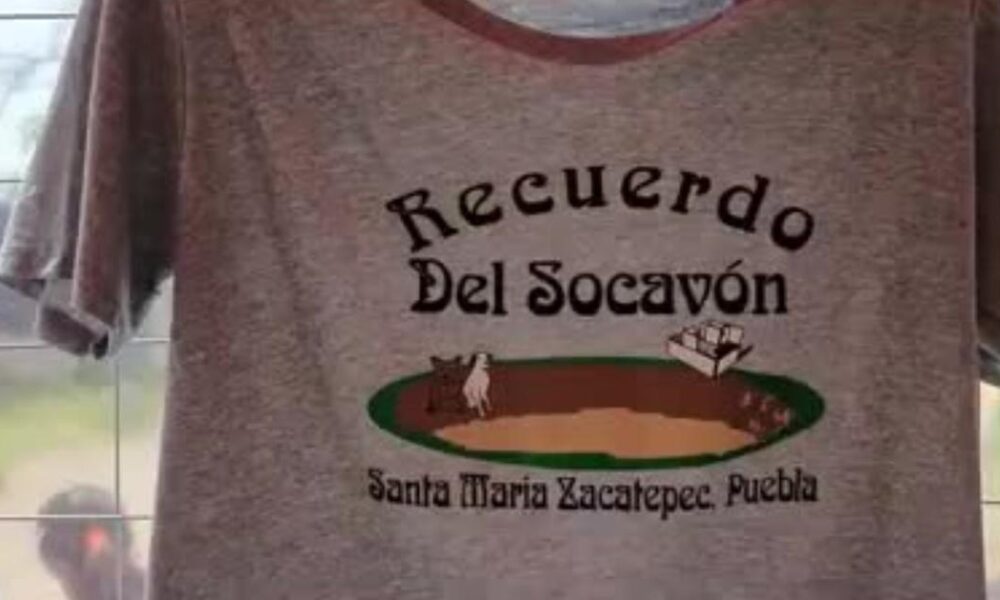 Recuerdo
Del Socavón
Santa María Zacatepec, Puebla